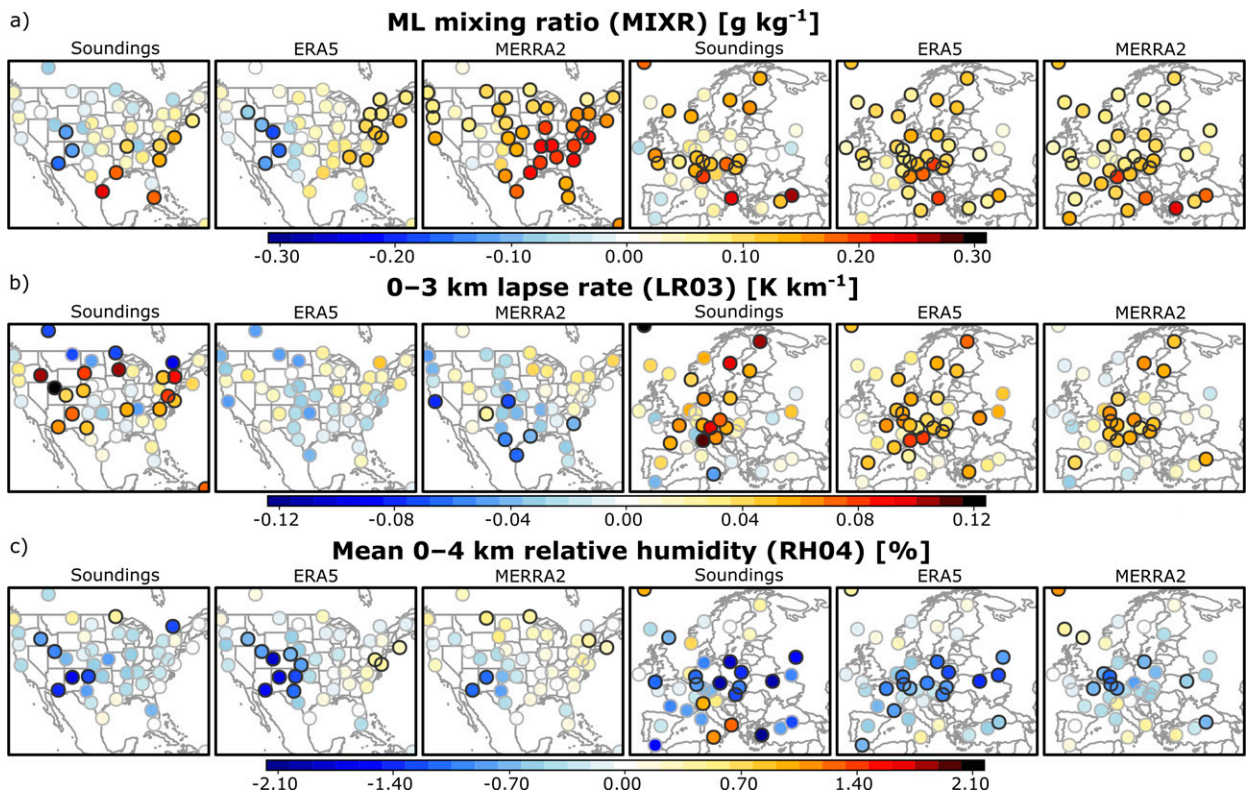 a)
ML mixing ratio (MIXR) [g kg⁻¹]
Soundings ERA5 MERRA2 Soundings ERA5 MERRA2
-0.30 -0.20 -0.10 0.00 0.10 0.20 0.30
b)
0–3 km lapse rate (LR03) [K km⁻¹]
Soundings ERA5 MERRA2 Soundings ERA5 MERRA2
-0.12 -0.08 -0.04 0.00 0.04 0.08 0.12
c)
Mean 0–4 km relative humidity (RH04) [%]
Soundings ERA5 MERRA2 Soundings ERA5 MERRA2
-2.10 -1.40 -0.70 0.00 0.70 1.40 2.10